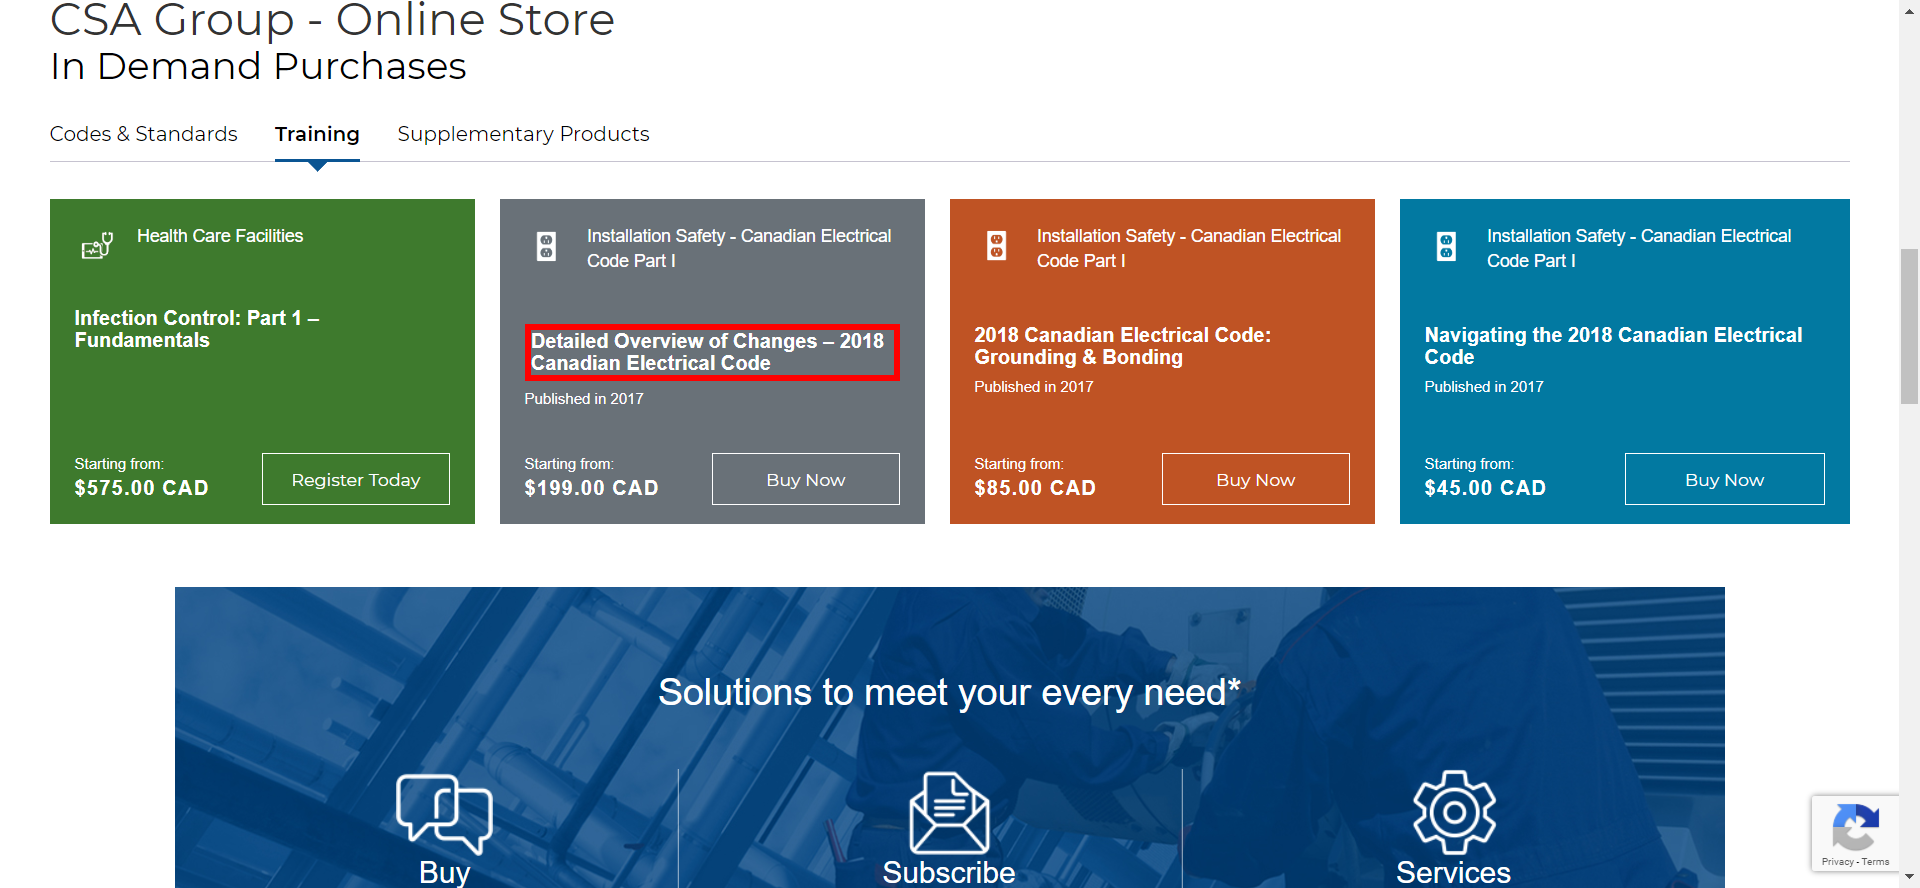 CSA Group - Online Store
In Demand Purchases
Codes & Standards
Training
Supplementary Products
Health Care Facilities
Infection Control: Part 1 –
Fundamentals
Starting from:
$575.00 CAD
Register Today
Installation Safety - Canadian Electrical
Code Part I
Detailed Overview of Changes – 2018
Canadian Electrical Code
Published in 2017
Starting from:
$199.00 CAD
Buy Now
Installation Safety - Canadian Electrical
Code Part I
2018 Canadian Electrical Code:
Grounding & Bonding
Published in 2017
Starting from:
$85.00 CAD
Buy Now
Installation Safety - Canadian Electrical
Code Part I
Navigating the 2018 Canadian Electrical
Code
Published in 2017
Starting from:
$45.00 CAD
Buy Now
Solutions to meet your every need*
Buy
Subscribe
Services
Privacy - Terms